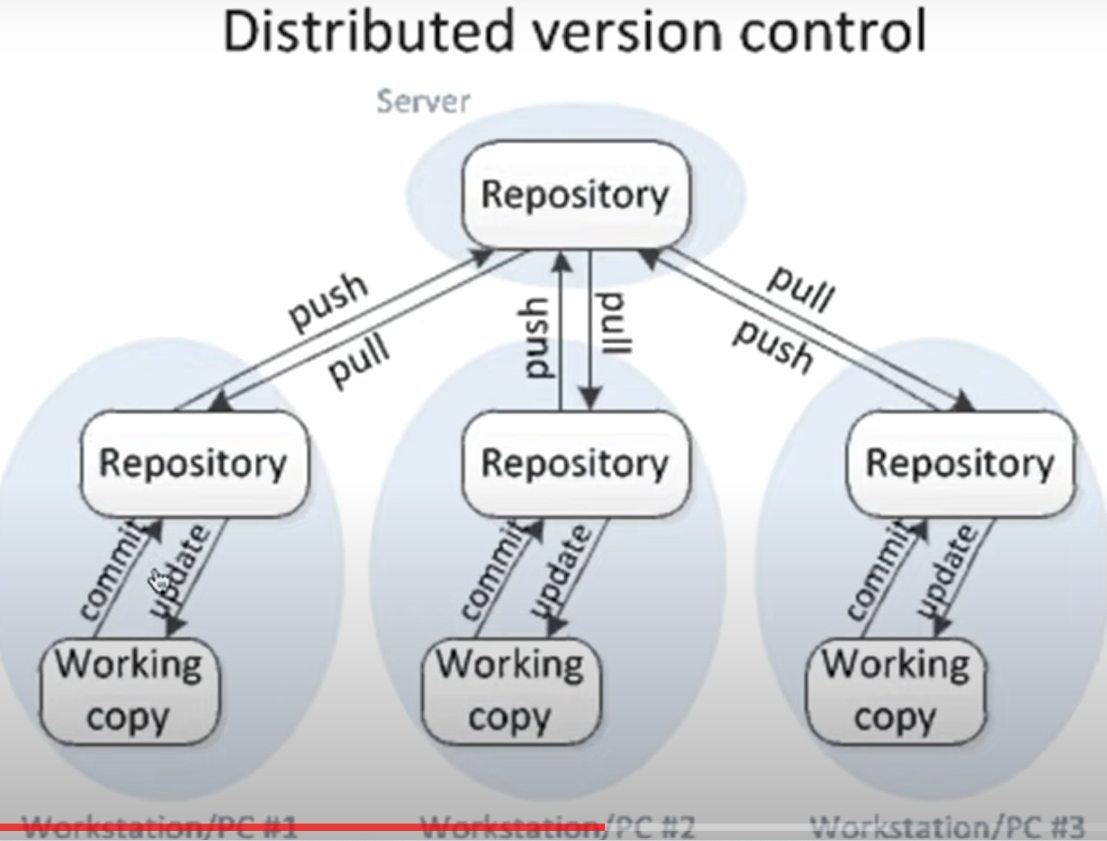 Distributed version control
Server
Repository
push
pull
push
pull
pull
push
Repository
Repository
Repository
commit
update
commit
update
commit
update
Working
copy
Working
copy
Working
copy
Workstation/PC #1
Workstation/PC #2
Workstation/PC #3